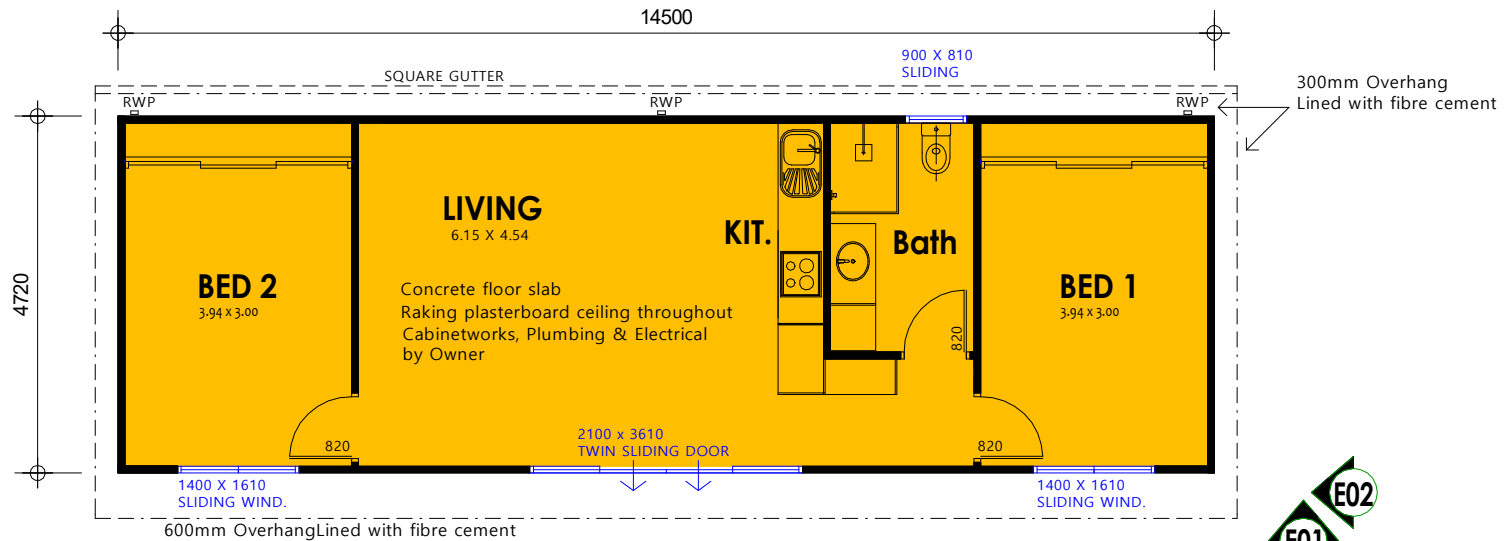 14500
900 X 810
SLIDING
SQUARE GUTTER
300mm Overhang
Lined with fibre cement
RWP
RWP
RWP
4720
LIVING
6.15 X 4.54
KIT.
Bath
BED 2
3.94 x 3.00
BED 1
3.94 x 3.00
Concrete floor slab
Raking plasterboard ceiling throughout
Cabinetworks, Plumbing & Electrical
by Owner
820
820
820
2100 x 3610
TWIN SLIDING DOOR
1400 X 1610
SLIDING WIND.
1400 X 1610
SLIDING WIND.
600mm OverhangLined with fibre cement
E02
E01